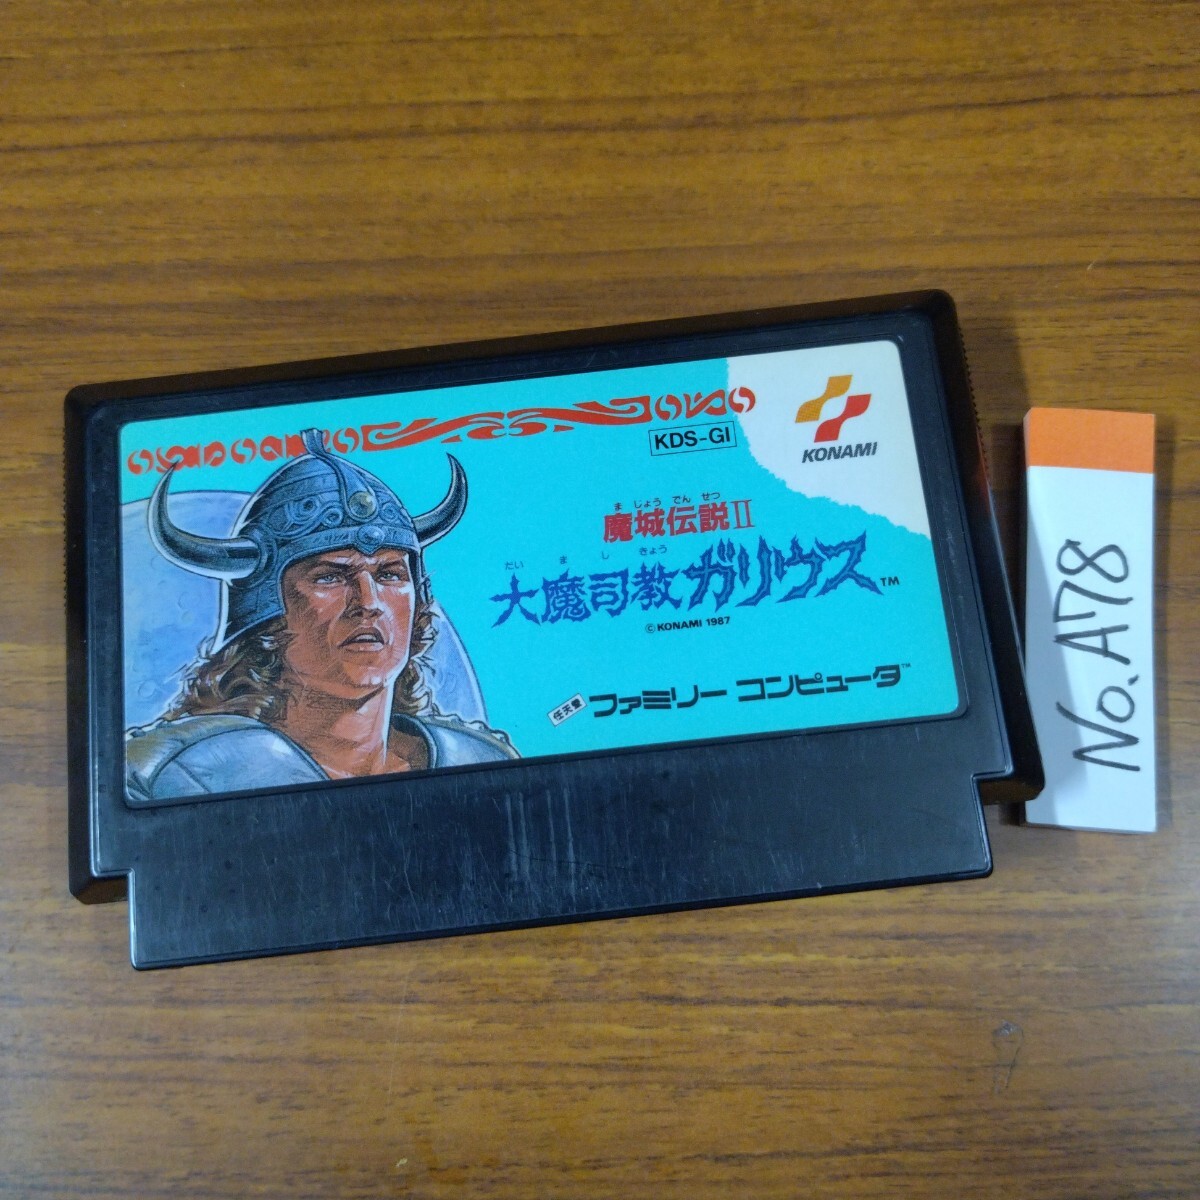 KDS-GI
KONAMI
ま じょう でん せつ
魔城伝説II
だい ま し きょう
大魔司教ガリウス™
©KONAMI 1987
任天堂 ファミリー コンピュータ™
No.A78